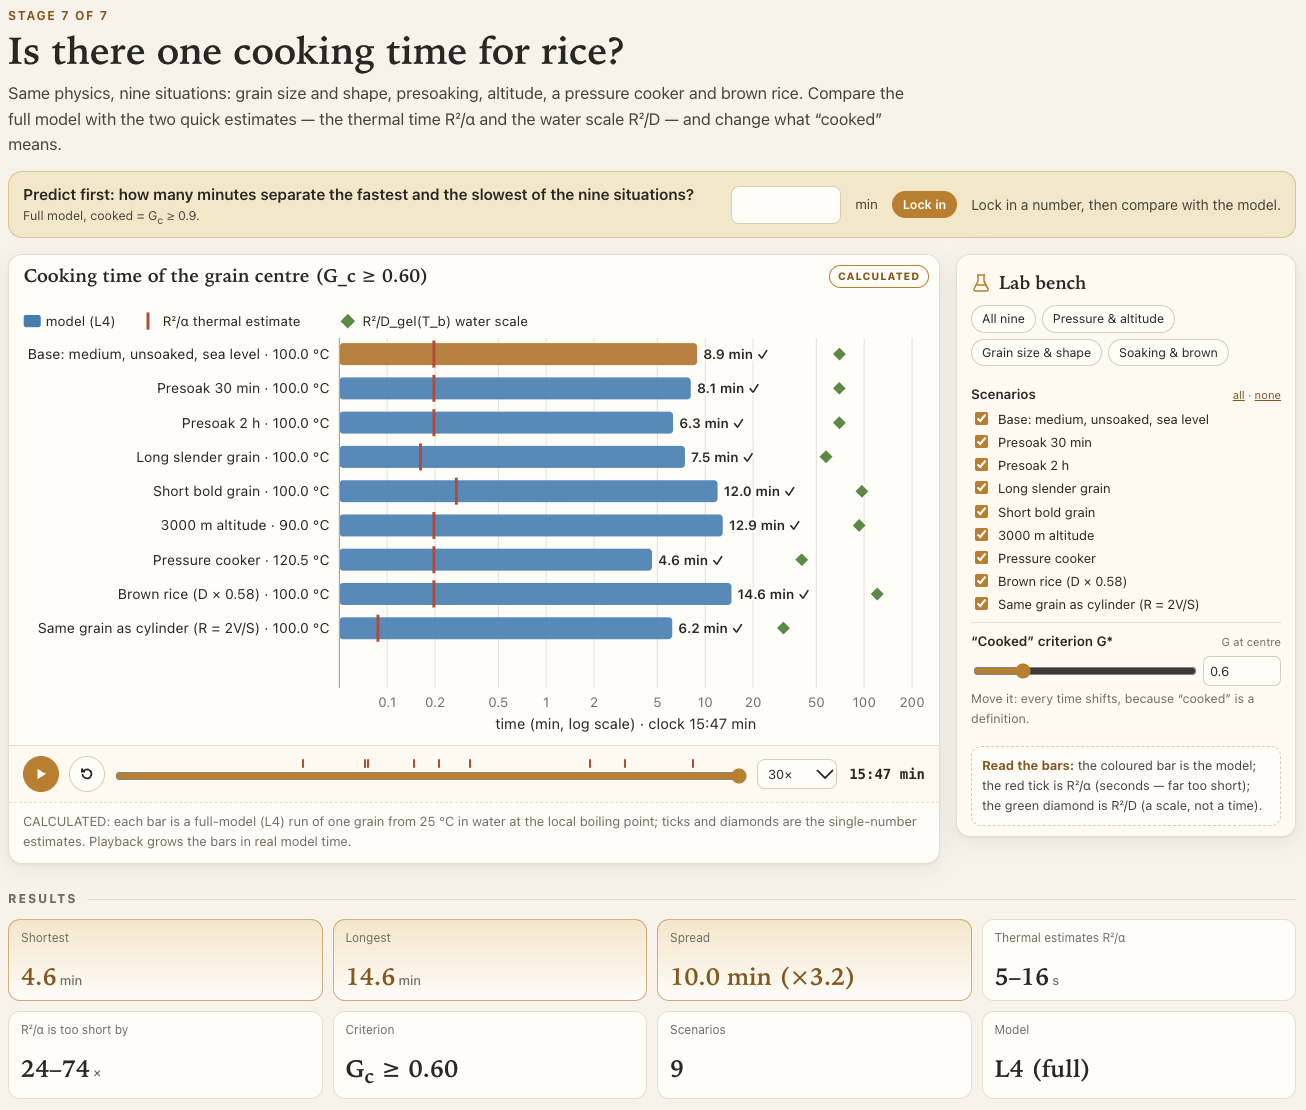 STAGE 7 OF 7
Is there one cooking time for rice?
Same physics, nine situations: grain size and shape, presoaking, altitude, a pressure cooker and brown rice. Compare the
full model with the two quick estimates — the thermal time R²/α and the water scale R²/D — and change what “cooked”
means.
Predict first: how many minutes separate the fastest and the slowest of the nine situations?
Full model, cooked = Gc ≥ 0.9.
min
Lock in
Lock in a number, then compare with the model.
Cooking time of the grain centre (G_c ≥ 0.60)
CALCULATED
model (L4)
R²/α thermal estimate
R²/D_gel(T_b) water scale
Base: medium, unsoaked, sea level · 100.0 °C
8.9 min ✓
Presoak 30 min · 100.0 °C
8.1 min ✓
Presoak 2 h · 100.0 °C
6.3 min ✓
Long slender grain · 100.0 °C
7.5 min ✓
Short bold grain · 100.0 °C
12.0 min ✓
3000 m altitude · 90.0 °C
12.9 min ✓
Pressure cooker · 120.5 °C
4.6 min ✓
Brown rice (D × 0.58) · 100.0 °C
14.6 min ✓
Same grain as cylinder (R = 2V/S) · 100.0 °C
6.2 min ✓
0.1 0.2 0.5 1 2 5 10 20 50 100 200
time (min, log scale) · clock 15:47 min
30×
15:47 min
CALCULATED: each bar is a full-model (L4) run of one grain from 25 °C in water at the local boiling point; ticks and diamonds are the single-number
estimates. Playback grows the bars in real model time.
Lab bench
All nine
Pressure & altitude
Grain size & shape
Soaking & brown
Scenarios
all · none
Base: medium, unsoaked, sea level
Presoak 30 min
Presoak 2 h
Long slender grain
Short bold grain
3000 m altitude
Pressure cooker
Brown rice (D × 0.58)
Same grain as cylinder (R = 2V/S)
“Cooked” criterion G*
G at centre
0.6
Move it: every time shifts, because “cooked” is a
definition.
Read the bars: the coloured bar is the model;
the red tick is R²/α (seconds — far too short);
the green diamond is R²/D (a scale, not a time).
RESULTS
Shortest
4.6 min
Longest
14.6 min
Spread
10.0 min (×3.2)
Thermal estimates R²/α
5–16 s
R²/α is too short by
24–74 ×
Criterion
Gc ≥ 0.60
Scenarios
9
Model
L4 (full)